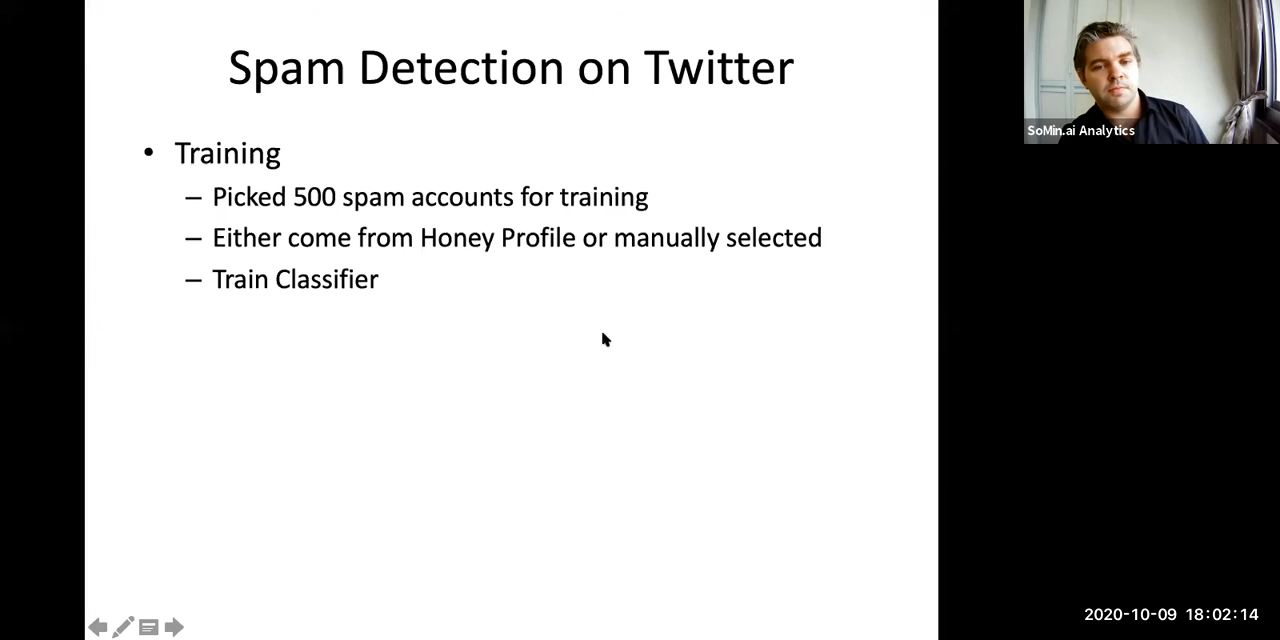 Spam Detection on Twitter
• Training
– Picked 500 spam accounts for training
– Either come from Honey Profile or manually selected
– Train Classifier
SoMin.ai Analytics
2020-10-09 18:02:14